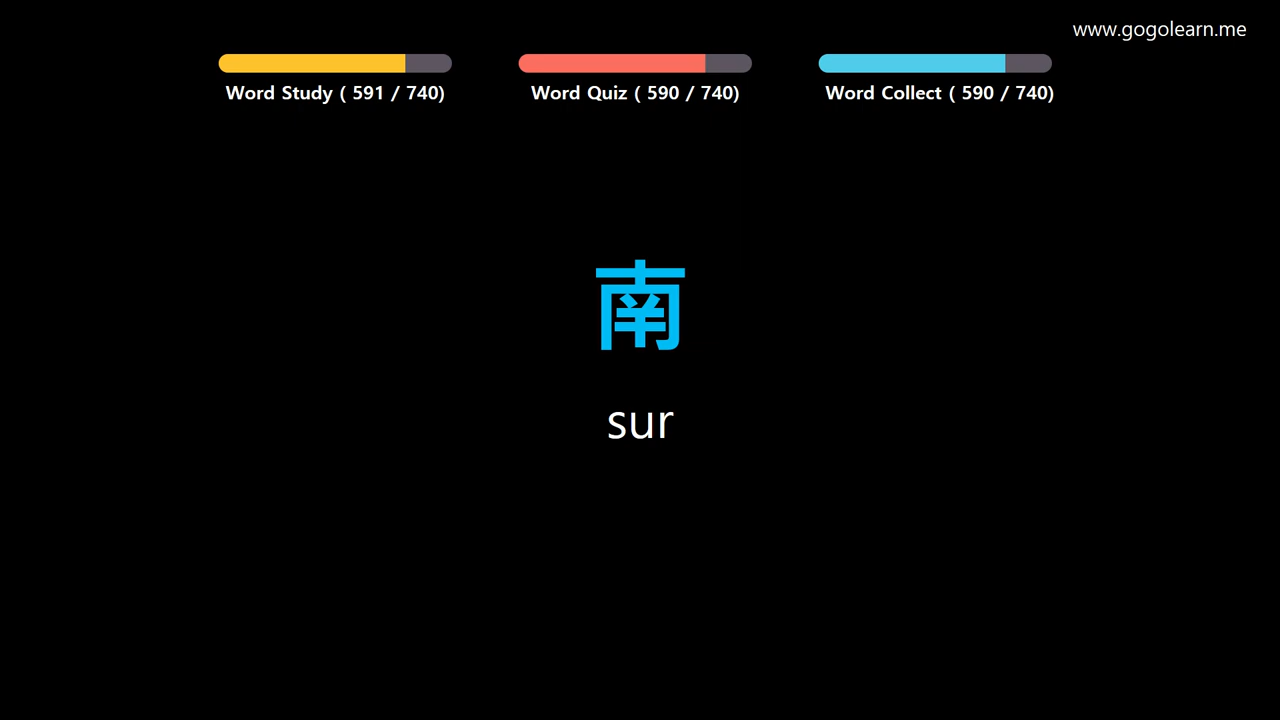 www.gogolearn.me
Word Study ( 591 / 740)
Word Quiz ( 590 / 740)
Word Collect ( 590 / 740)
南
sur